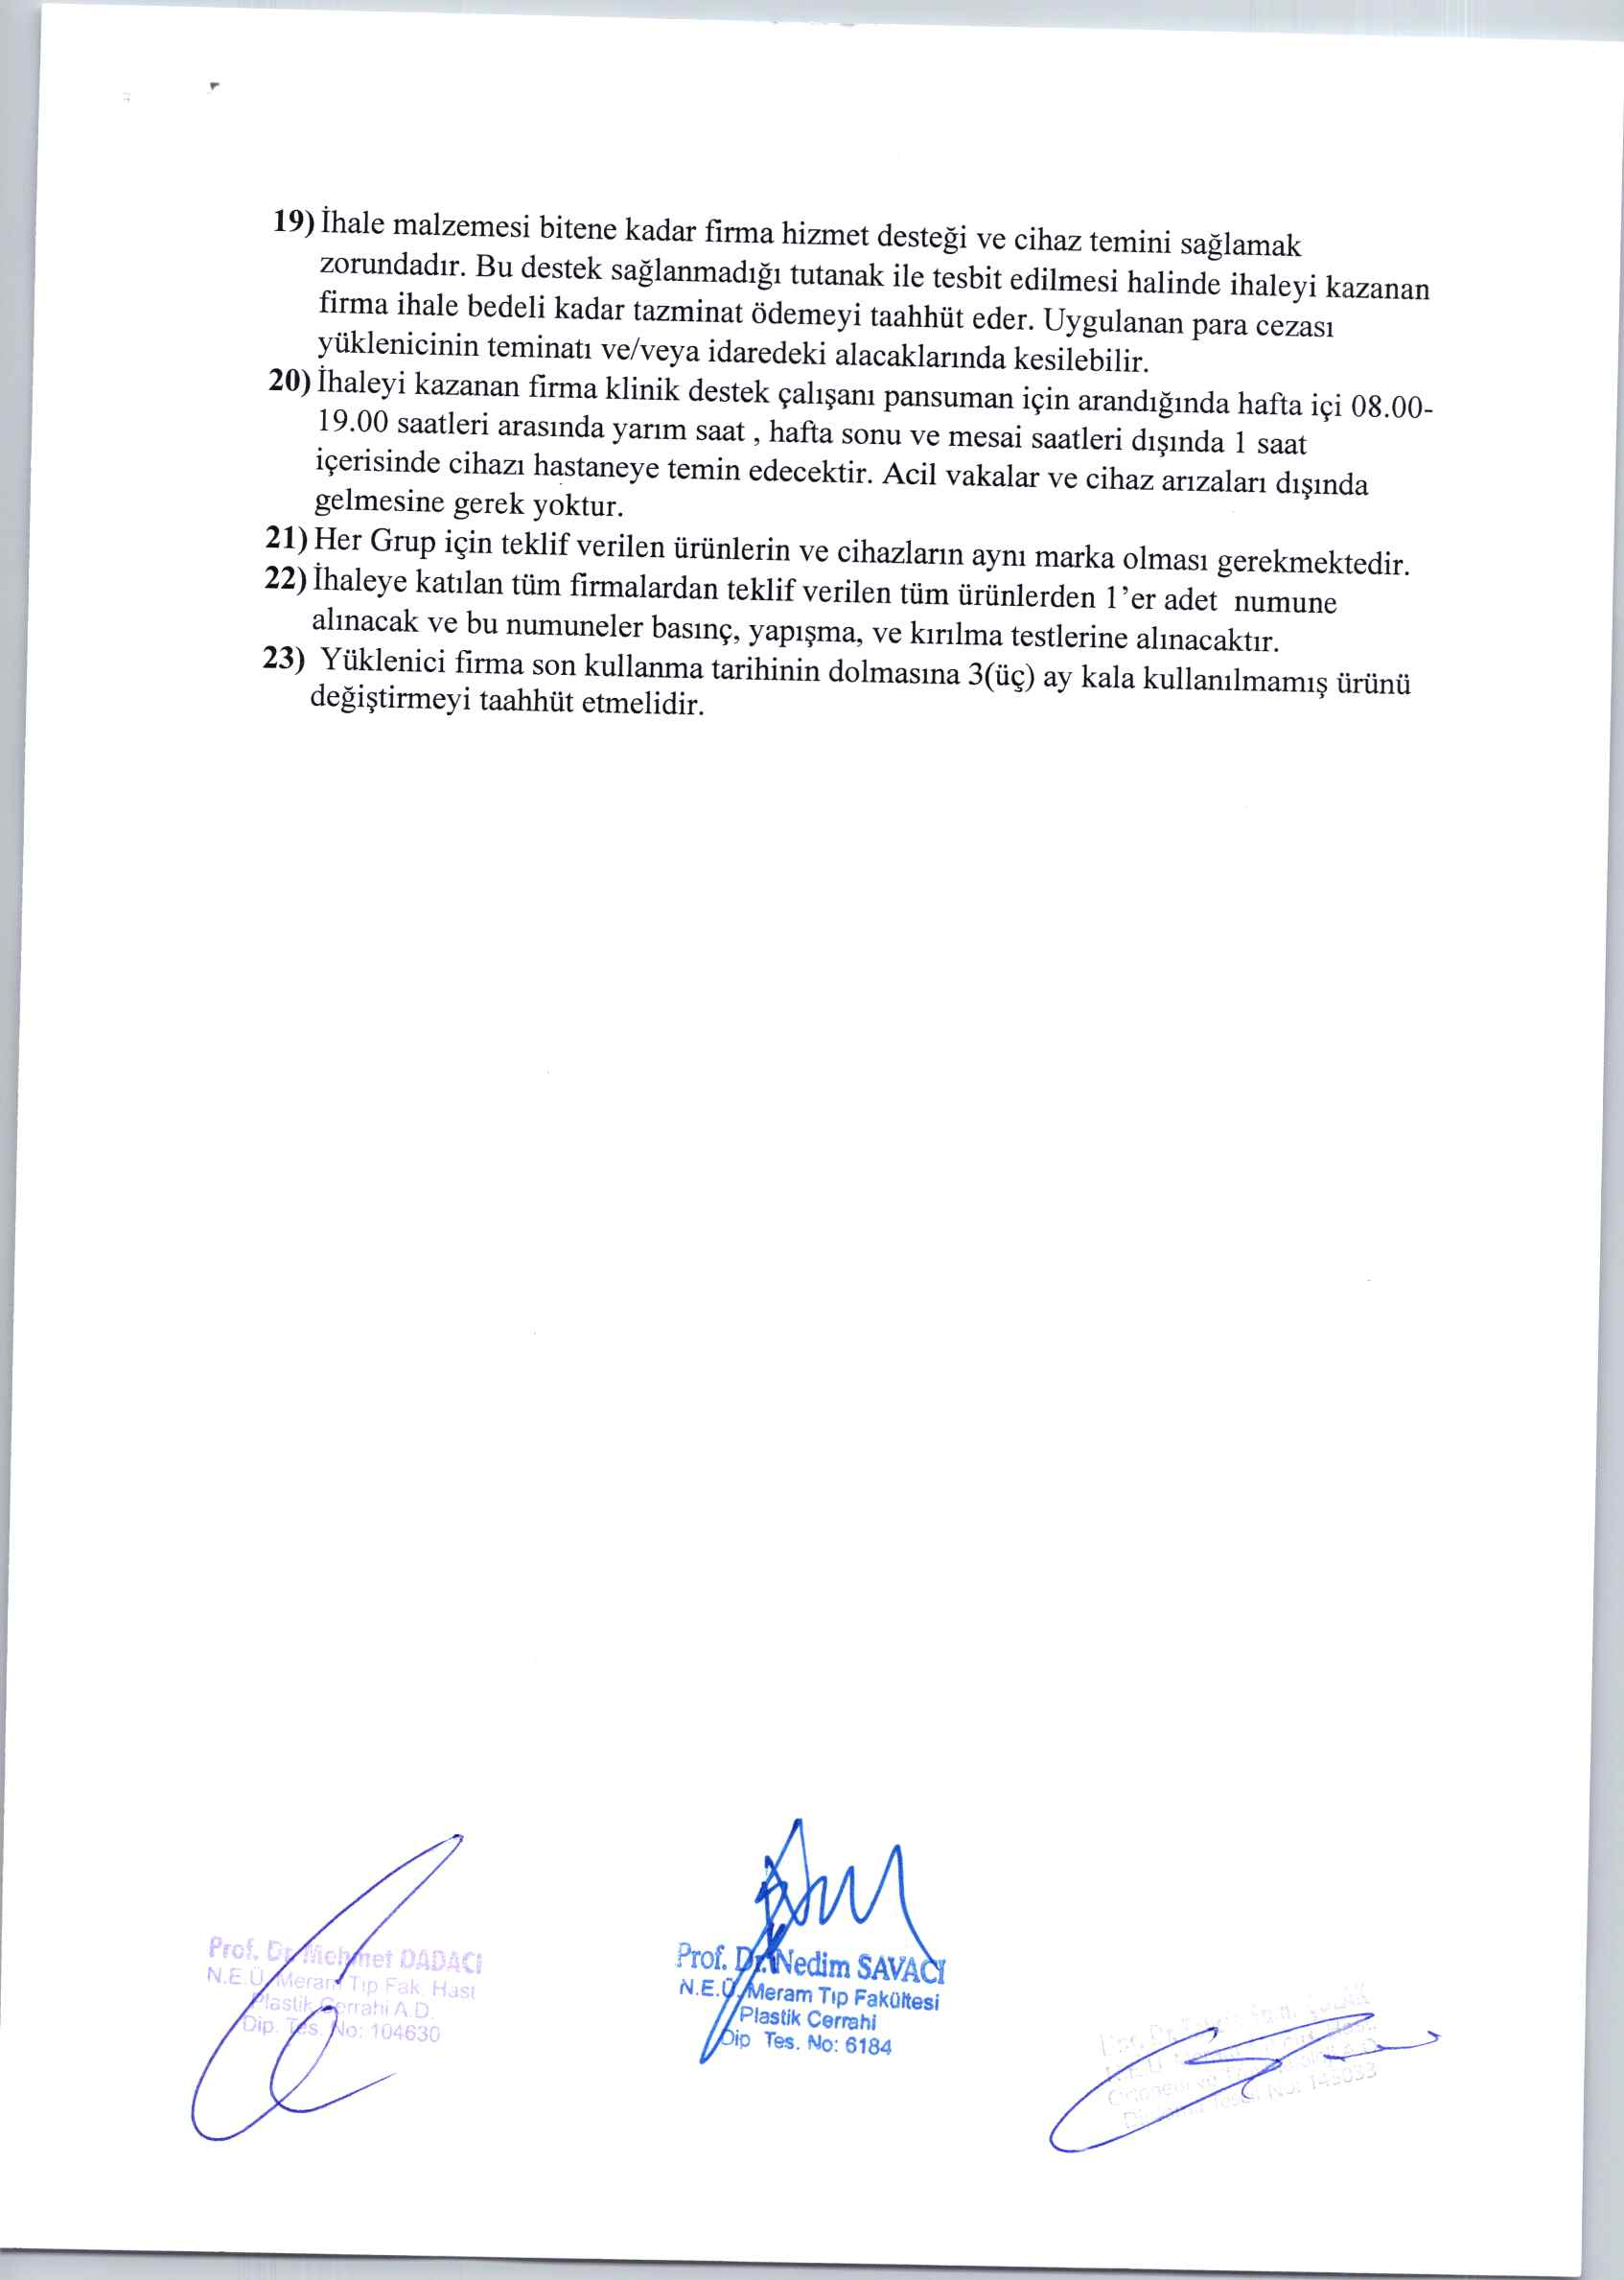 19) İhale malzemesi bitene kadar firma hizmet desteği ve cihaz temini sağlamak
zorundadır. Bu destek sağlanmadığı tutanak ile tesbit edilmesi halinde ihaleyi kazanan
firma ihale bedeli kadar tazminat ödemeyi taahhüt eder. Uygulanan para cezası
yüklenicinin teminatı ve/veya idaredeki alacaklarında kesilebilir.
20) İhaleyi kazanan firma klinik destek çalışanı pansuman için arandığında hafta içi 08.00-
19.00 saatleri arasında yarım saat , hafta sonu ve mesai saatleri dışında 1 saat
içerisinde cihazı hastaneye temin edecektir. Acil vakalar ve cihaz arızaları dışında
gelmesine gerek yoktur.
21) Her Grup için teklif verilen ürünlerin ve cihazların aynı marka olması gerekmektedir.
22) İhaleye katılan tüm firmalardan teklif verilen tüm ürünlerden 1’er adet numune
alınacak ve bu numuneler basınç, yapışma, ve kırılma testlerine alınacaktır.
23) Yüklenici firma son kullanma tarihinin dolmasına 3(üç) ay kala kullanılmamış ürünü
değiştirmeyi taahhüt etmelidir.
Prof. Dr. Mehmet DADACI
N.E.Ü. Meram Tıp Fak. Hast
Plastik Cerrahi A.D.
Dip. Tes. No: 104630
Prof. Dr. Nedim SAVACI
N.E.Ü. Meram Tıp Fakültesi
Plastik Cerrahi
Dip Tes. No: 6184